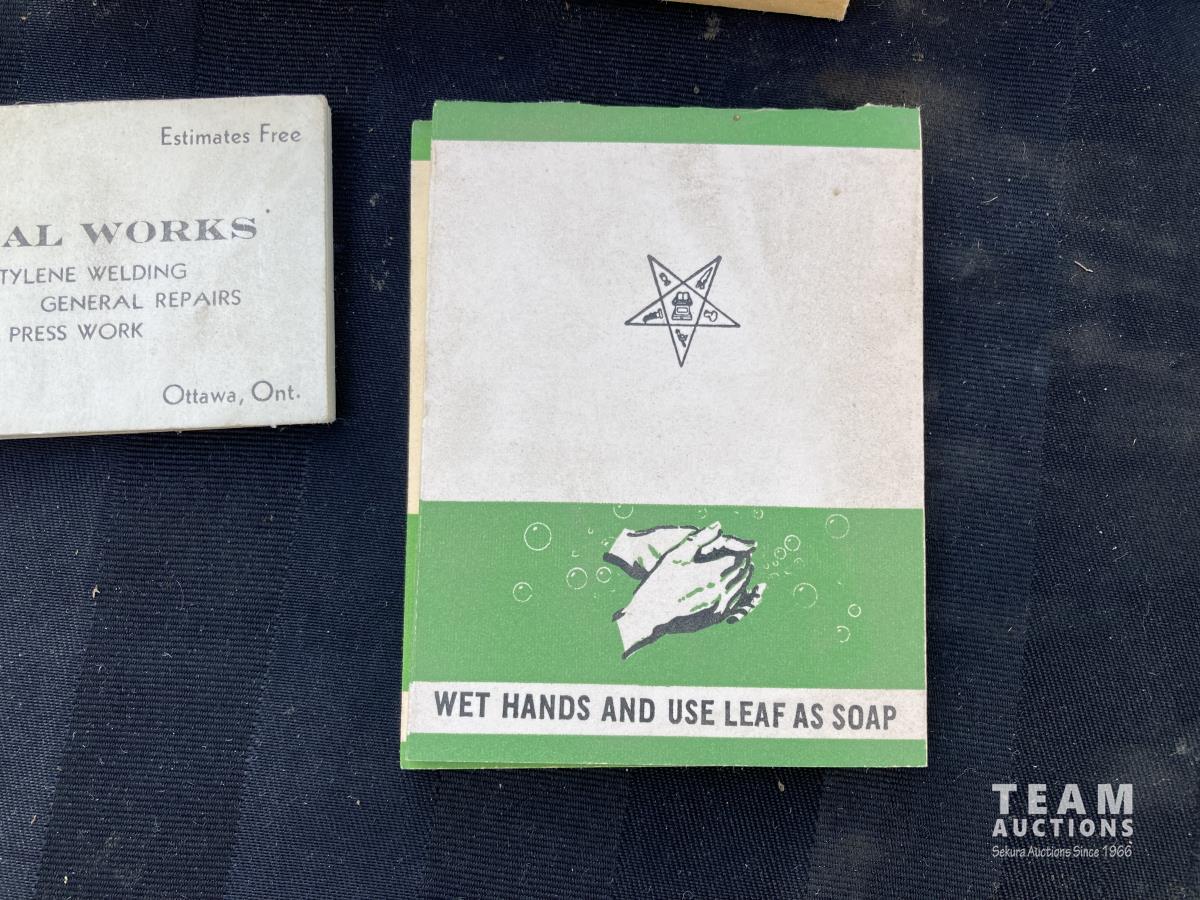 Estimates Free
AL WORKS
TYLENE WELDING
GENERAL REPAIRS
PRESS WORK
Ottawa, Ont.
WET HANDS AND USE LEAF AS SOAP
TEAM
AUCTIONS
Sekura Auctions Since 1966